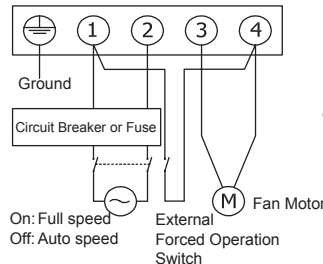 1 2 3 4
Ground
Circuit Breaker or Fuse
M Fan Motor
On: Full speed
Off: Auto speed
External
Forced Operation
Switch